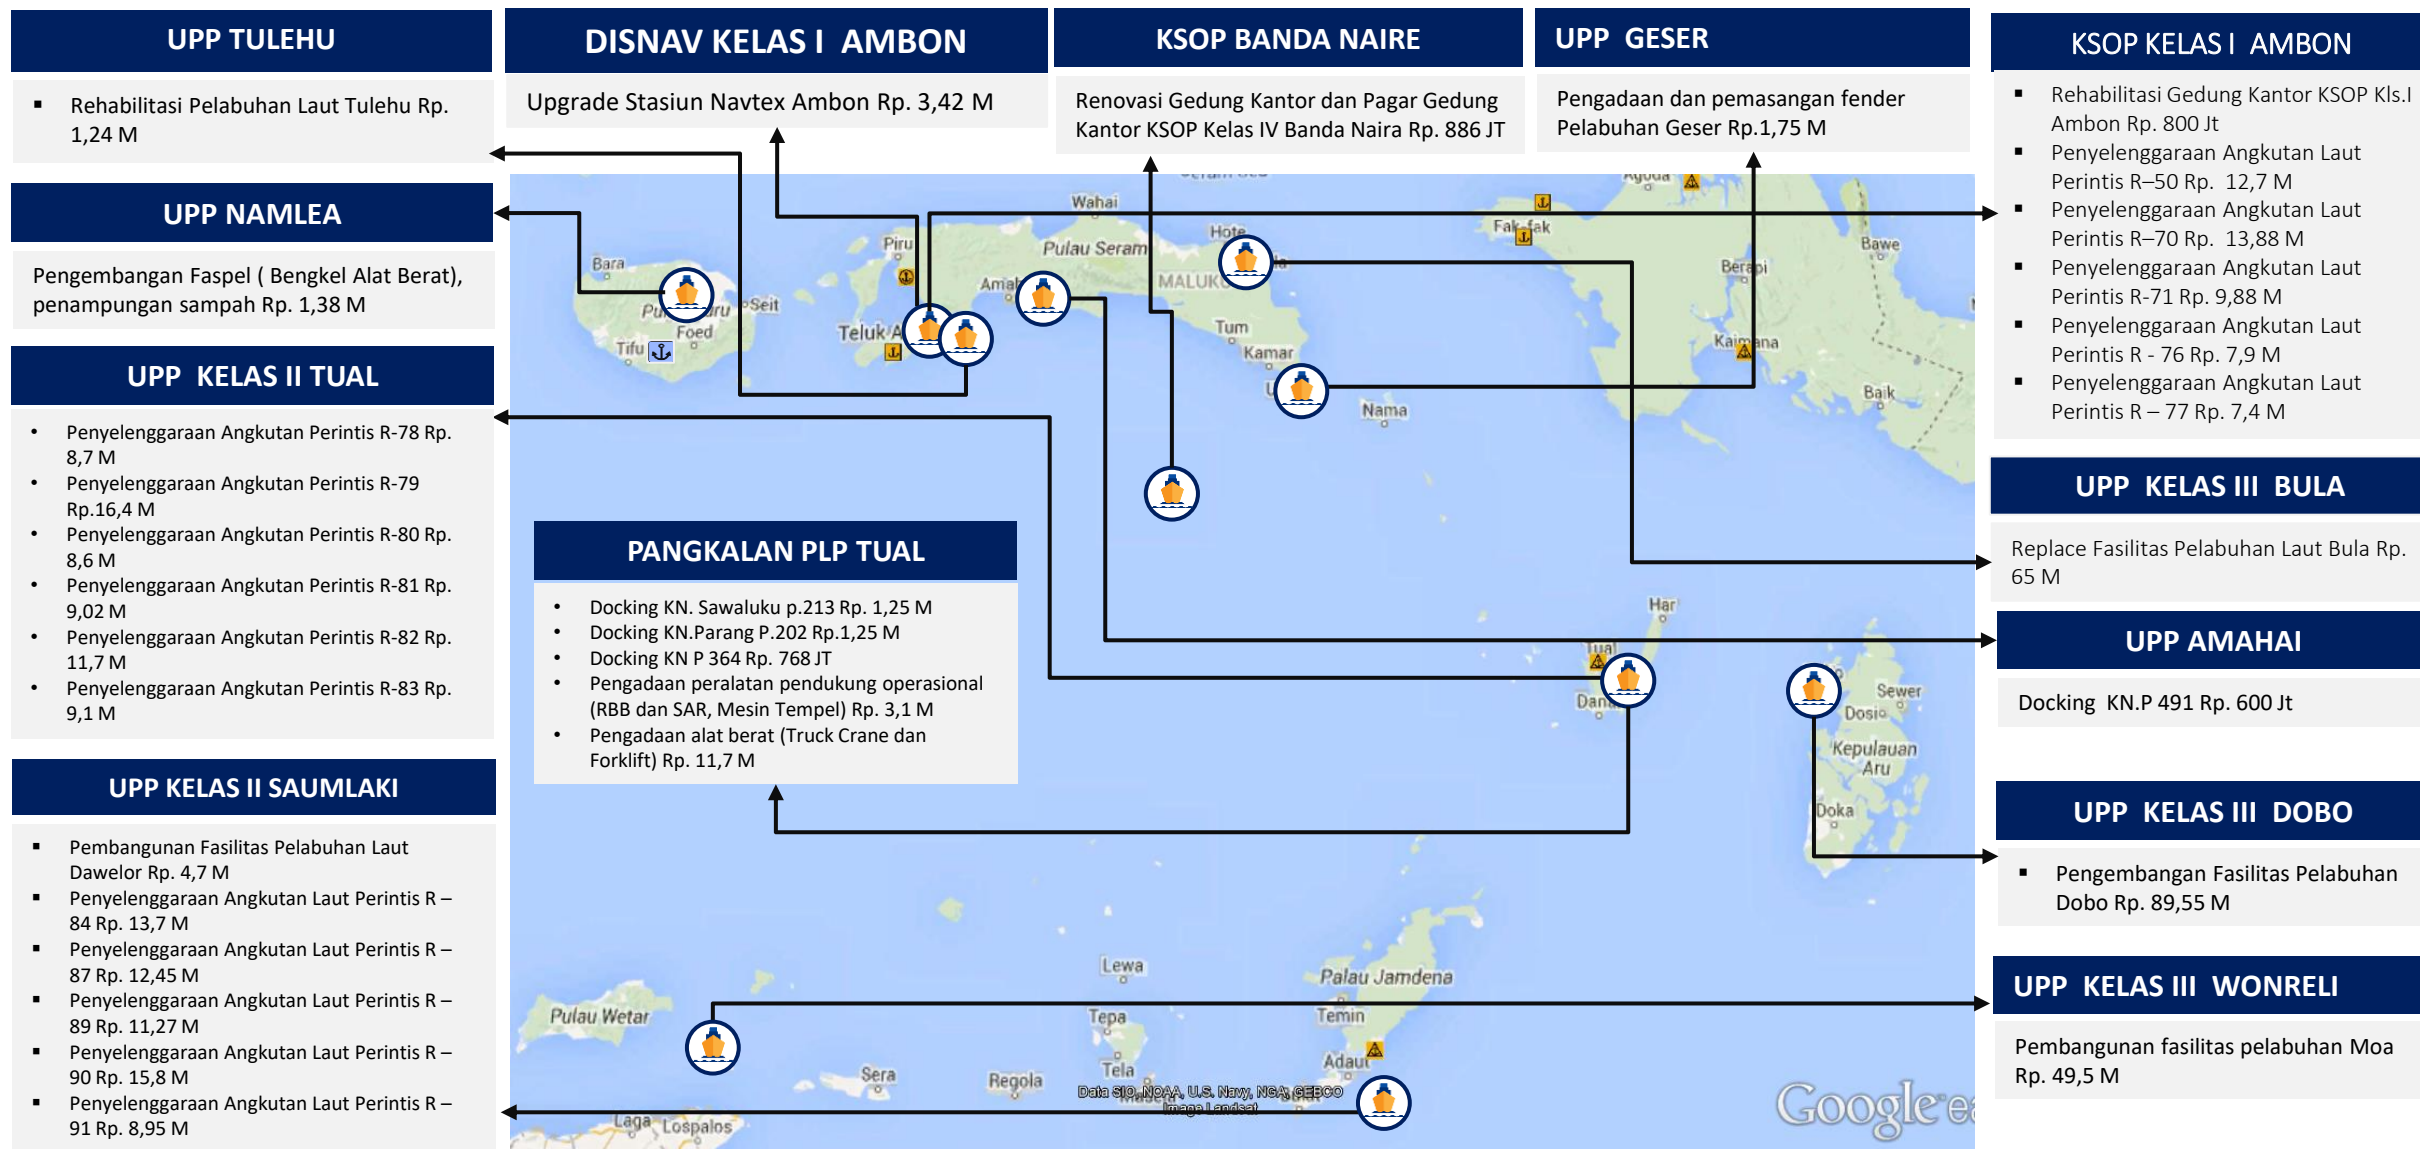 UPP TULEHU
▪ Rehabilitasi Pelabuhan Laut Tulehu Rp.
1,24 M
UPP NAMLEA
Pengembangan Faspel ( Bengkel Alat Berat),
penampungan sampah Rp. 1,38 M
UPP KELAS II TUAL
• Penyelenggaraan Angkutan Perintis R-78 Rp.
8,7 M
• Penyelenggaraan Angkutan Perintis R-79
Rp.16,4 M
• Penyelenggaraan Angkutan Perintis R-80 Rp.
8,6 M
• Penyelenggaraan Angkutan Perintis R-81 Rp.
9,02 M
• Penyelenggaraan Angkutan Perintis R-82 Rp.
11,7 M
• Penyelenggaraan Angkutan Perintis R-83 Rp.
9,1 M
UPP KELAS II SAUMLAKI
▪ Pembangunan Fasilitas Pelabuhan Laut
Dawelor Rp. 4,7 M
▪ Penyelenggaraan Angkutan Laut Perintis R –
84 Rp. 13,7 M
▪ Penyelenggaraan Angkutan Laut Perintis R –
87 Rp. 12,45 M
▪ Penyelenggaraan Angkutan Laut Perintis R –
89 Rp. 11,27 M
▪ Penyelenggaraan Angkutan Laut Perintis R –
90 Rp. 15,8 M
▪ Penyelenggaraan Angkutan Laut Perintis R –
91 Rp. 8,95 M
DISNAV KELAS I AMBON
Upgrade Stasiun Navtex Ambon Rp. 3,42 M
KSOP BANDA NAIRE
Renovasi Gedung Kantor dan Pagar Gedung
Kantor KSOP Kelas IV Banda Naira Rp. 886 JT
UPP GESER
Pengadaan dan pemasangan fender
Pelabuhan Geser Rp.1,75 M
Wahai
Hote
Piru
Pulau Seram
Fak-fak
Bawe
Bara
Seit
MALUKU
Berapi
Foed
Tifu
Tum
Kamar
Kaimana
Nama
Baik
PANGKALAN PLP TUAL
• Docking KN. Sawaluku p.213 Rp. 1,25 M
• Docking KN.Parang P.202 Rp.1,25 M
• Docking KN P 364 Rp. 768 JT
• Pengadaan peralatan pendukung operasional
(RBB dan SAR, Mesin Tempel) Rp. 3,1 M
• Pengadaan alat berat (Truck Crane dan
Forklift) Rp. 11,7 M
Har
Tual
Sewer
Dosio
Kepulauan
Aru
Doka
Lewa
Palau Jamdena
Pulau Wetar
Tepa
Temin
Tela
Adaut
Sera
Regola
Data SIO, NOAA, U.S. Navy, NGA, GEBCO
Image Landsat
Laga
Lospalos
Google ea
KSOP KELAS I AMBON
▪ Rehabilitasi Gedung Kantor KSOP Kls.I
Ambon Rp. 800 Jt
▪ Penyelenggaraan Angkutan Laut
Perintis R–50 Rp. 12,7 M
▪ Penyelenggaraan Angkutan Laut
Perintis R–70 Rp. 13,88 M
▪ Penyelenggaraan Angkutan Laut
Perintis R-71 Rp. 9,88 M
▪ Penyelenggaraan Angkutan Laut
Perintis R - 76 Rp. 7,9 M
▪ Penyelenggaraan Angkutan Laut
Perintis R – 77 Rp. 7,4 M
UPP KELAS III BULA
Replace Fasilitas Pelabuhan Laut Bula Rp.
65 M
UPP AMAHAI
Docking KN.P 491 Rp. 600 Jt
UPP KELAS III DOBO
▪ Pengembangan Fasilitas Pelabuhan
Dobo Rp. 89,55 M
UPP KELAS III WONRELI
Pembangunan fasilitas pelabuhan Moa
Rp. 49,5 M